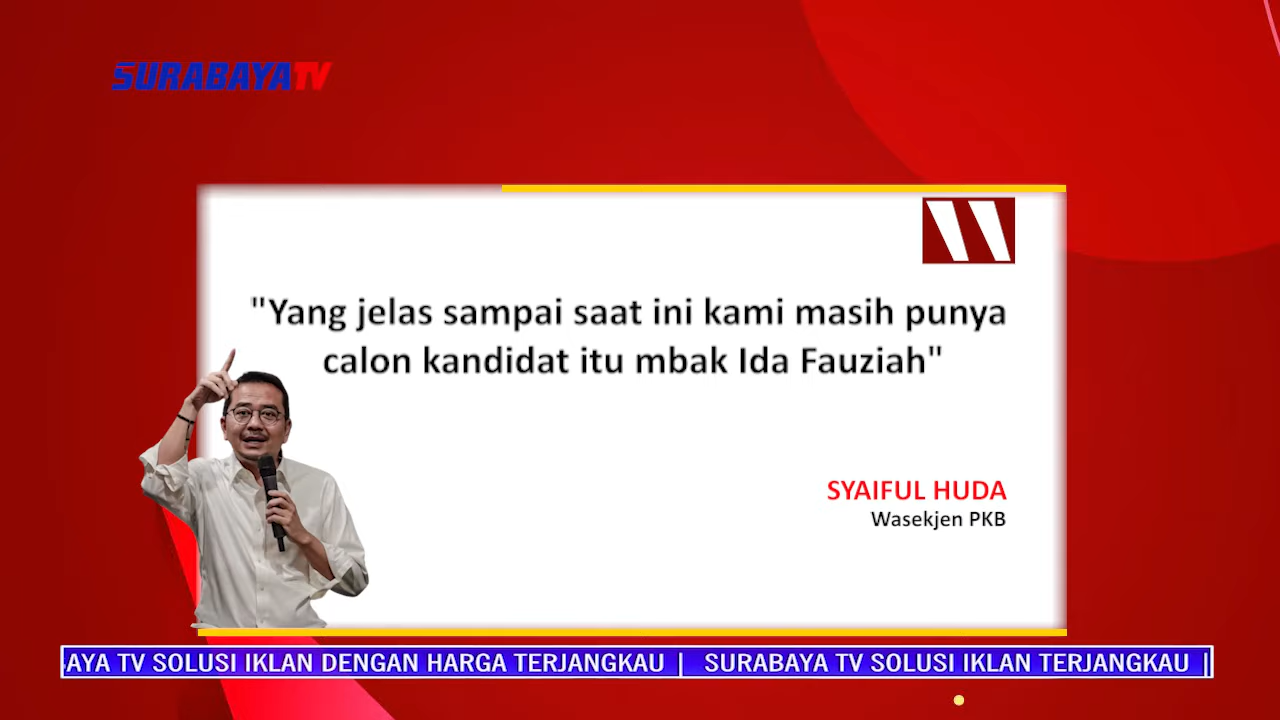 SURABAYATV
"Yang jelas sampai saat ini kami masih punya
calon kandidat itu mbak Ida Fauziah"
SYAIFUL HUDA
Wasekjen PKB
AYA TV SOLUSI IKLAN DENGAN HARGA TERJANGKAU | SURABAYA TV SOLUSI IKLAN TERJANGKAU |